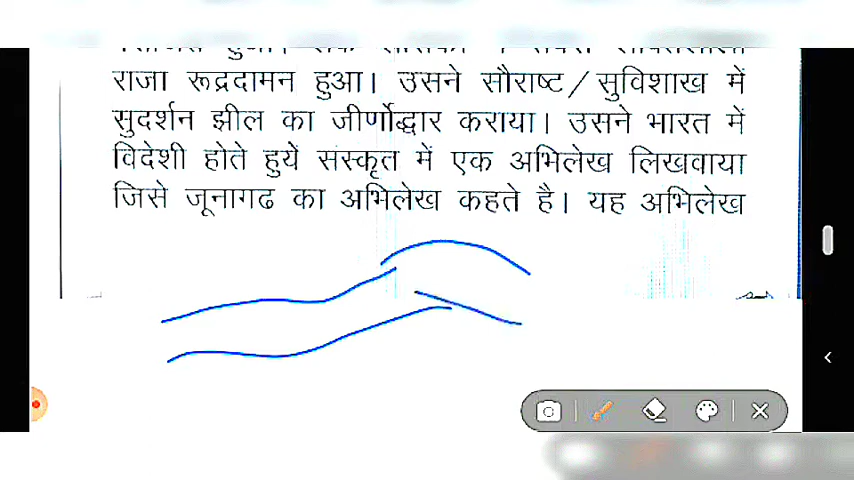 राजा रूद्रदामन हुआ। उसने सौराष्ट/सुविशाख में
सुदर्शन झील का जीर्णोद्धार कराया। उसने भारत में
विदेशी होते हुयें संस्कृत में एक अभिलेख लिखवाया
जिसे जूनागढ का अभिलेख कहते है। यह अभिलेख